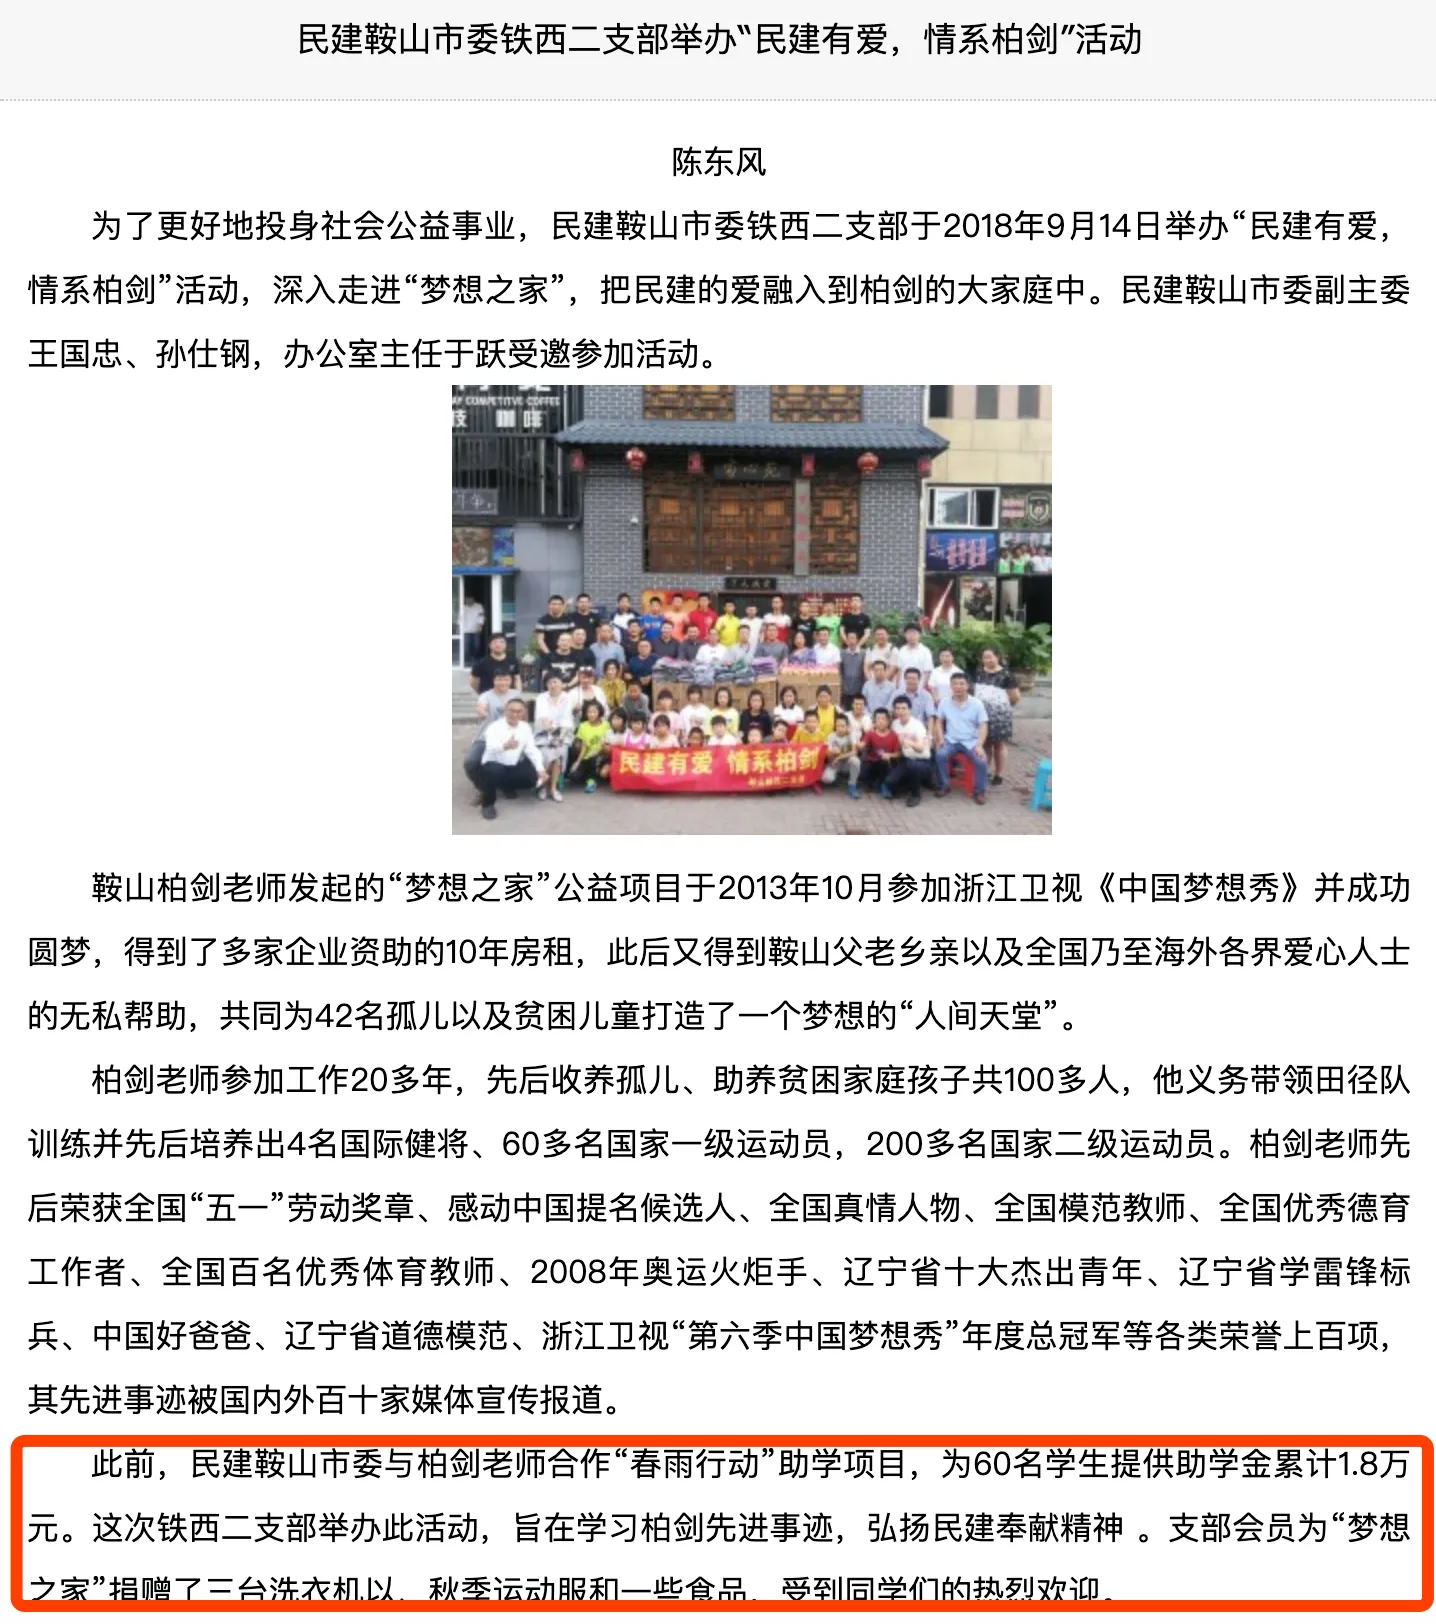 民建鞍山市委铁西二支部举办“民建有爱，情系柏剑”活动
陈东风
为了更好地投身社会公益事业，民建鞍山市委铁西二支部于2018年9月14日举办“民建有爱，
情系柏剑”活动，深入走进“梦想之家”，把民建的爱融入到柏剑的大家庭中。民建鞍山市委副主委
王国忠、孙仕钢，办公室主任于跃受邀参加活动。
COMPETITVE COFFEE
咖啡
民建有爱 情系柏剑
鞍山柏剑老师发起的“梦想之家”公益项目于2013年10月参加浙江卫视《中国梦想秀》并成功
圆梦，得到了多家企业资助的10年房租，此后又得到鞍山父老乡亲以及全国乃至海外各界爱心人士
的无私帮助，共同为42名孤儿以及贫困儿童打造了一个梦想的“人间天堂”。
柏剑老师参加工作20多年，先后收养孤儿、助养贫困家庭孩子共100多人，他义务带领田径队
训练并先后培养出4名国际健将、60多名国家一级运动员，200多名国家二级运动员。柏剑老师先
后荣获全国“五一”劳动奖章、感动中国提名候选人、全国真情人物、全国模范教师、全国优秀德育
工作者、全国百名优秀体育教师、2008年奥运火炬手、辽宁省十大杰出青年、辽宁省学雷锋标
兵、中国好爸爸、辽宁省道德模范、浙江卫视“第六季中国梦想秀”年度总冠军等各类荣誉上百项，
其先进事迹被国内外百十家媒体宣传报道。
此前，民建鞍山市委与柏剑老师合作“春雨行动”助学项目，为60名学生提供助学金累计1.8万
元。这次铁西二支部举办此活动，旨在学习柏剑先进事迹，弘扬民建奉献精神 。支部会员为“梦想
之家”捐赠了三台洗衣机以、秋季运动服和一些食品，受到同学们的热烈欢迎。